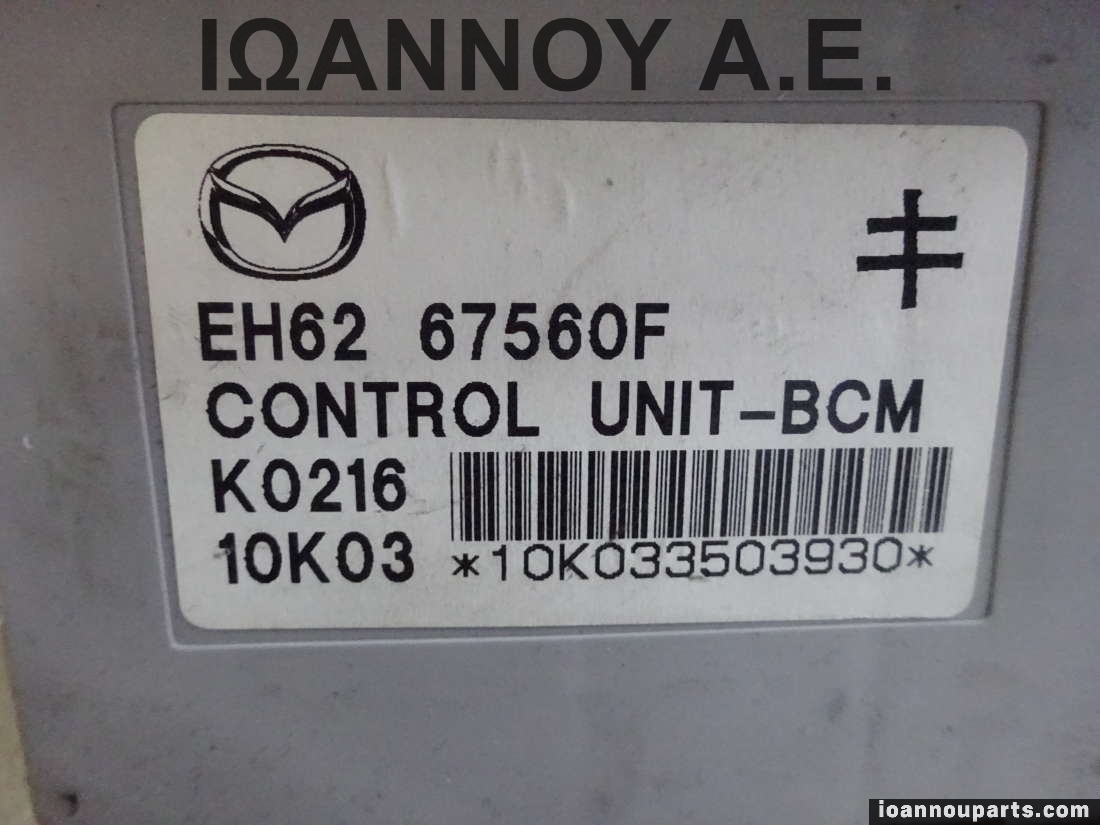 ΙΩΑΝΝΟΥ Α.Ε.
EH62 67560F
CONTROL UNIT-BCM
K0216
10K03 *10K033503930*
ioannouparts.com